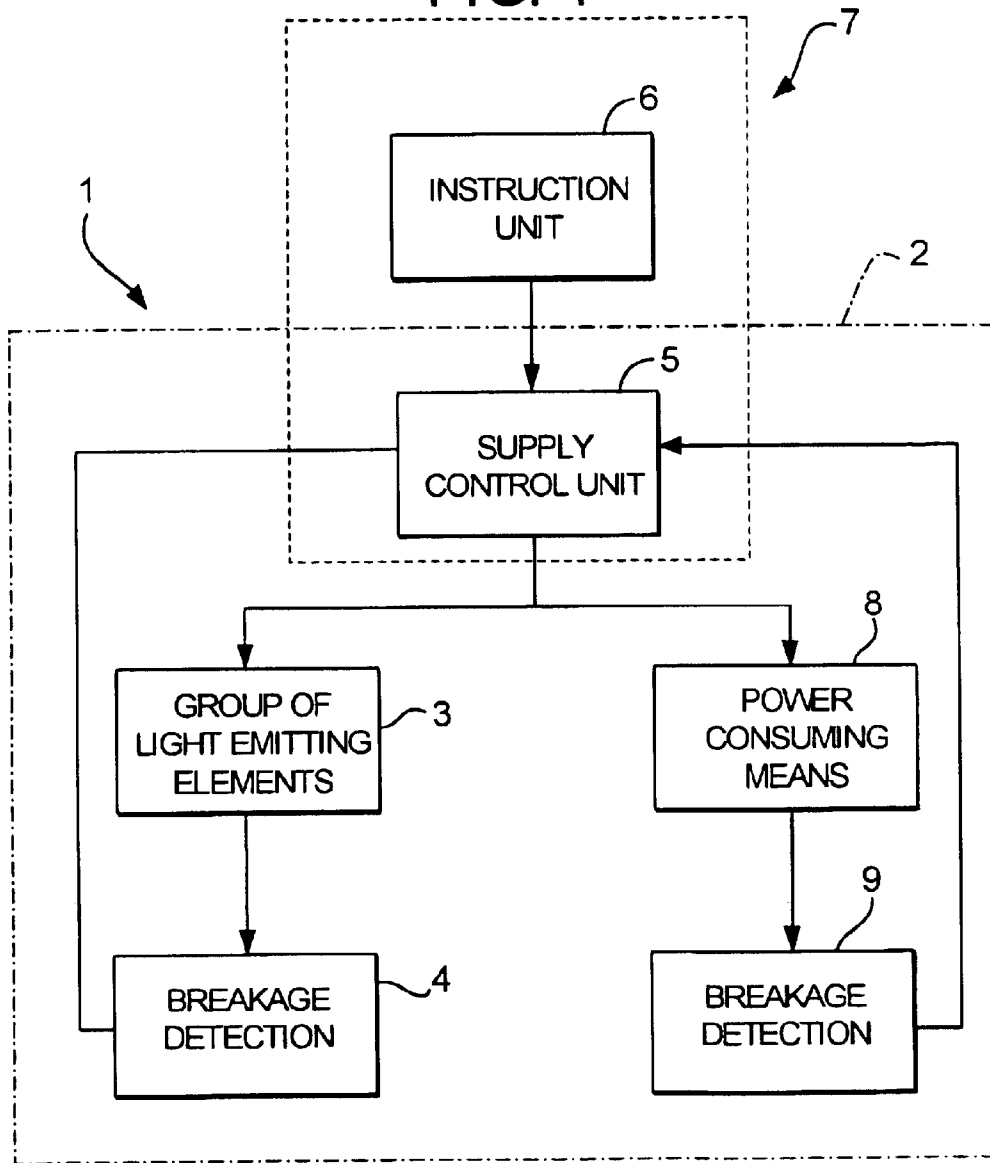 7
6
INSTRUCTION
UNIT
1
2
5
SUPPLY
CONTROL UNIT
8
GROUP OF
LIGHT EMITTING
ELEMENTS
3
POWER
CONSUMING
MEANS
9
BREAKAGE
DETECTION
4
BREAKAGE
DETECTION